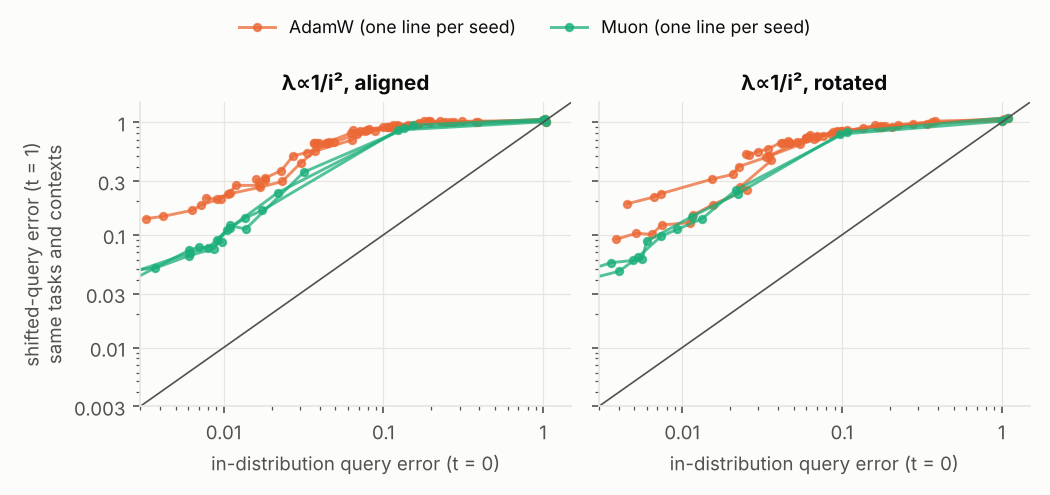 AdamW (one line per seed)
Muon (one line per seed)
λ∝1/i², aligned
λ∝1/i², rotated
shifted-query error (t = 1)
same tasks and contexts
1
0.3
0.1
0.03
0.01
0.003
0.01
0.1
1
0.01
0.1
1
in-distribution query error (t = 0)
in-distribution query error (t = 0)